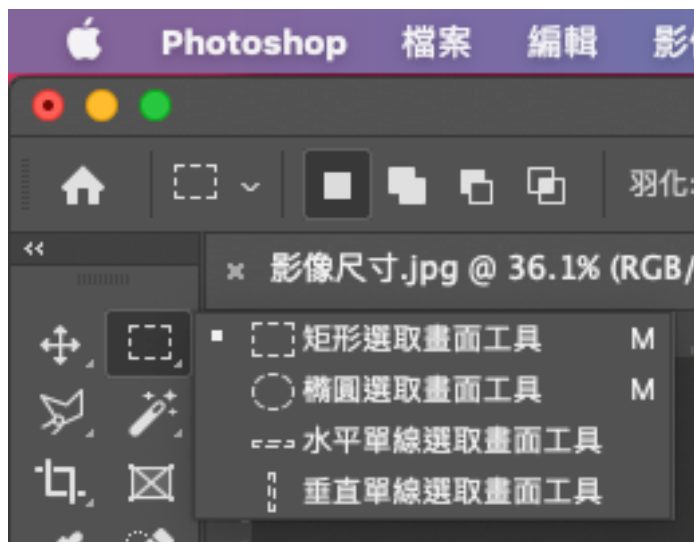 Photoshop 檔案 編輯
羽化:
影像尺寸.jpg @ 36.1% (RGB/
矩形選取畫面工具 M
橢圓選取畫面工具 M
水平單線選取畫面工具
垂直單線選取畫面工具